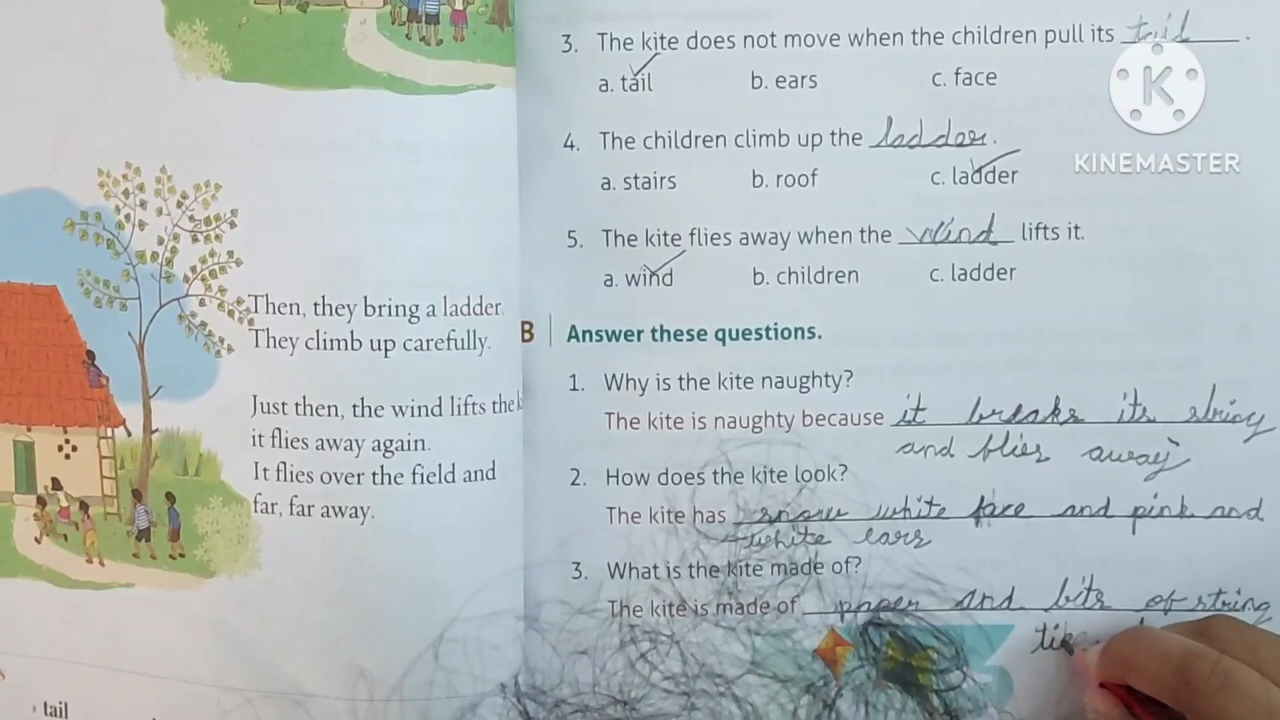 Then, they bring a ladder.
They climb up carefully.
Just then, the wind lifts the
it flies away again.
It flies over the field and
far, far away.
tail
3. The kite does not move when the children pull its tail.
a. tail b. ears c. face
4. The children climb up the ladder.
a. stairs b. roof c. ladder
5. The kite flies away when the wind lifts it.
a. wind b. children c. ladder
B Answer these questions.
1. Why is the kite naughty?
The kite is naughty because it breaks its string
and flies away
2. How does the kite look?
The kite has snow white face and pink and
white ears
3. What is the kite made of?
The kite is made of paper and bits of string
K
KINEMASTER